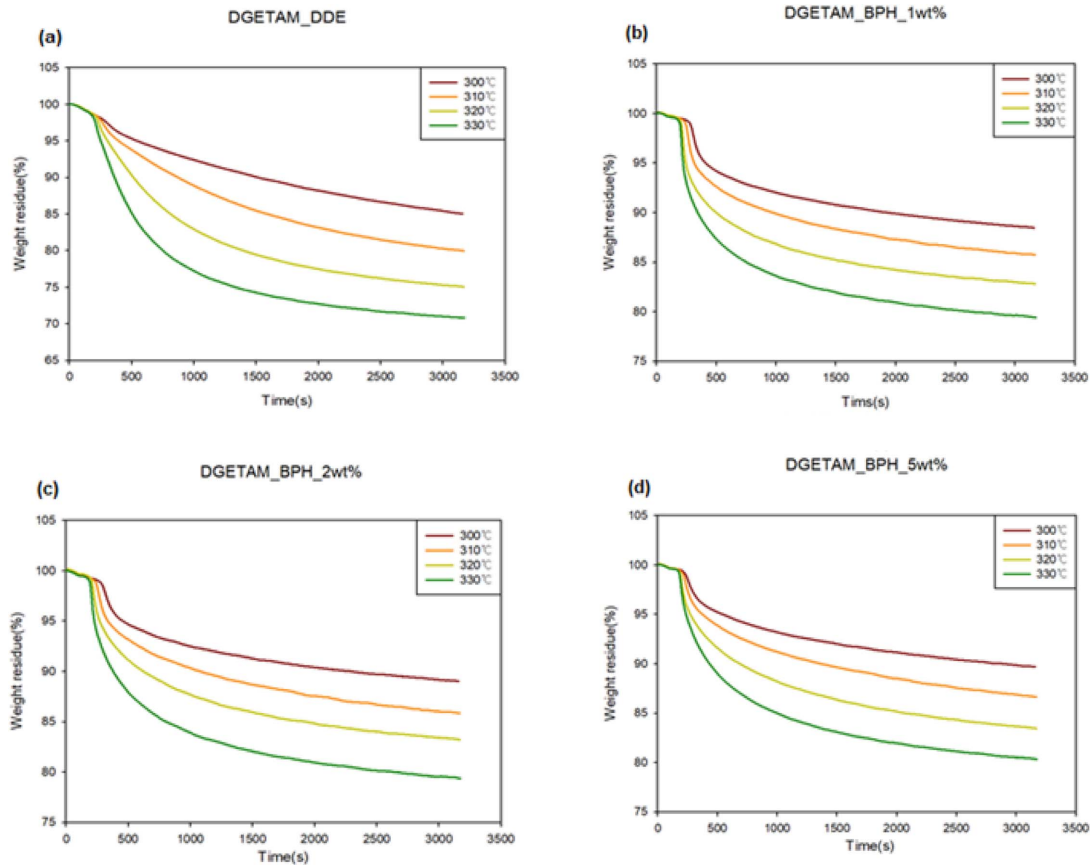 DGETAM_DDE
(a)
105
100
95
90
85
80
75
70
65
Weight residue(%)
300℃
310℃
320℃
330℃
0 500 1000 1500 2000 2500 3000 3500
Time(s)
DGETAM_BPH_1wt%
(b)
105
100
95
90
85
80
75
Weight residue(%)
300℃
310℃
320℃
330℃
0 500 1000 1500 2000 2500 3000 3500
Tims(s)
DGETAM_BPH_2wt%
(c)
105
100
95
90
85
80
75
Weight residue(%)
300℃
310℃
320℃
330℃
0 500 1000 1500 2000 2500 3000 3500
Time(s)
DGETAM_BPH_5wt%
(d)
105
100
95
90
85
80
75
Weight residue(%)
300℃
310℃
320℃
330℃
0 500 1000 1500 2000 2500 3000 3500
Time(s)